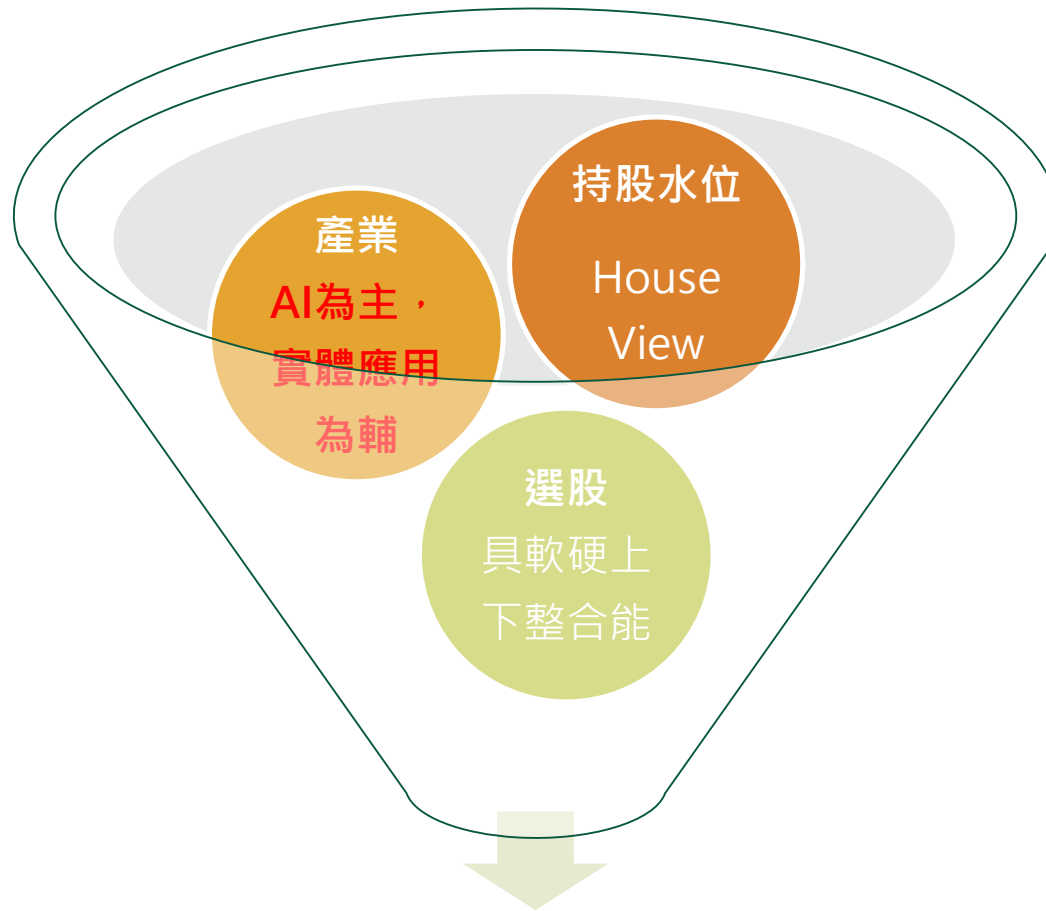 持股水位
House
View
產業
AI為主，
實體應用
為輔
選股
具軟硬上
下整合能